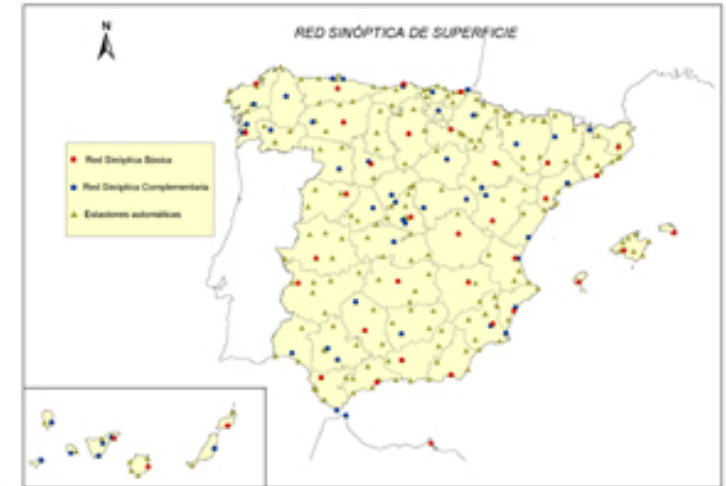 N
RED SINÓPTICA DE SUPERFICIE
Red Sinóptica Básica
Red Sinóptica Complementaria
Estaciones automáticas